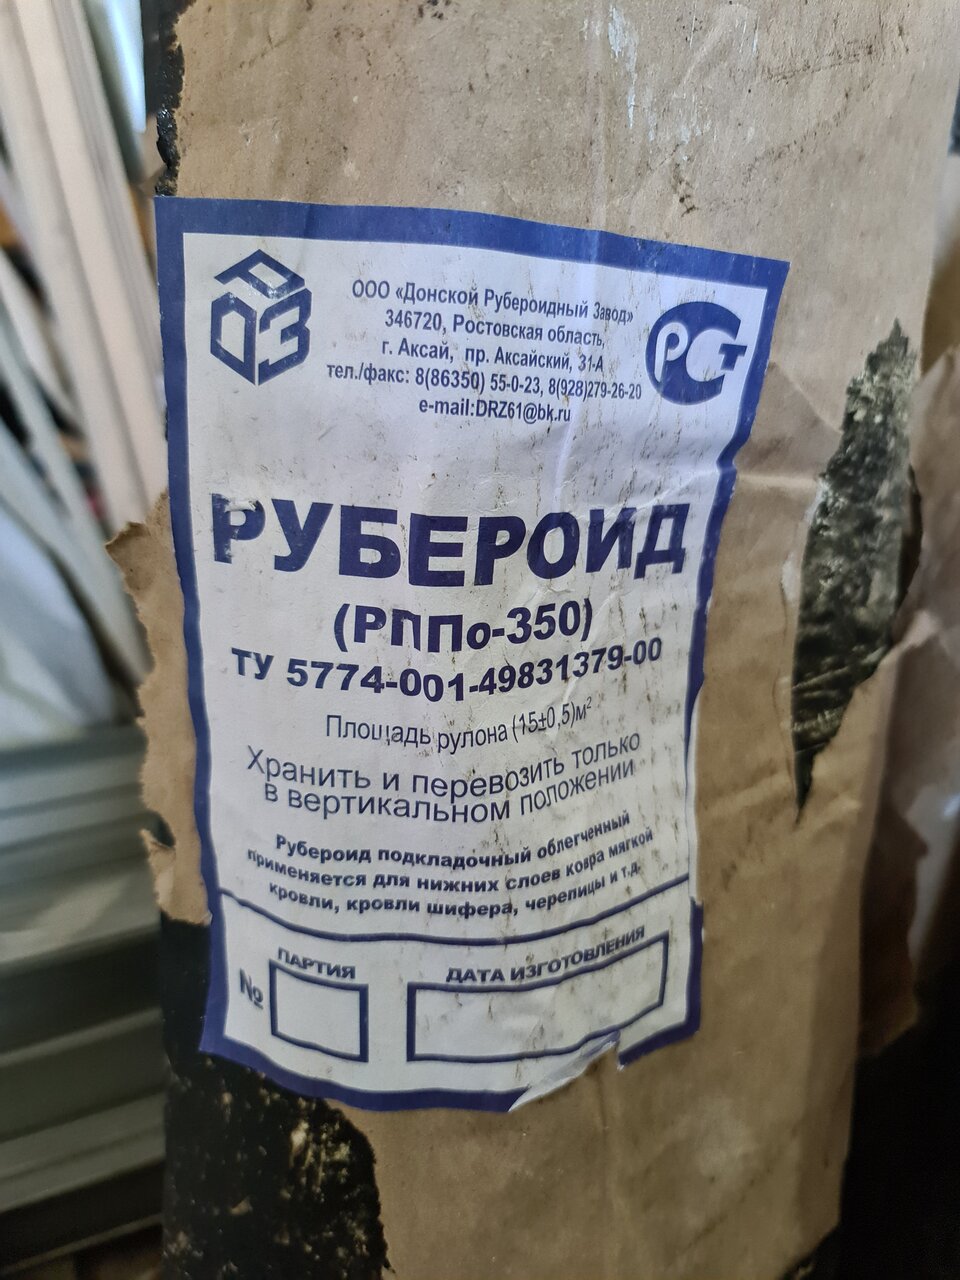 ДРЗ
ООО «Донской Рубероидный Завод»
346720, Ростовская область,
г. Аксай, пр. Аксайский, 31-А
тел./факс: 8(86350) 55-0-23, 8(928)279-26-20
e-mail:DRZ61@bk.ru
РСТ
РУБЕРОИД
(РППо-350)
ТУ 5774-001-49831379-00
Площадь рулона (15±0,5)м²
Хранить и перевозить только
в вертикальном положении
Рубероид подкладочный облегченный
применяется для нижних слоев ковра мягкой
кровли, кровли шифера, черепицы и т.д.
№ ПАРТИЯ
ДАТА ИЗГОТОВЛЕНИЯ